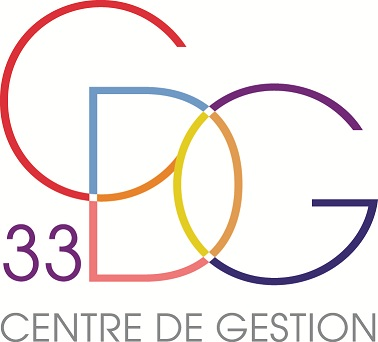 CDG
33
CENTRE DE GESTION